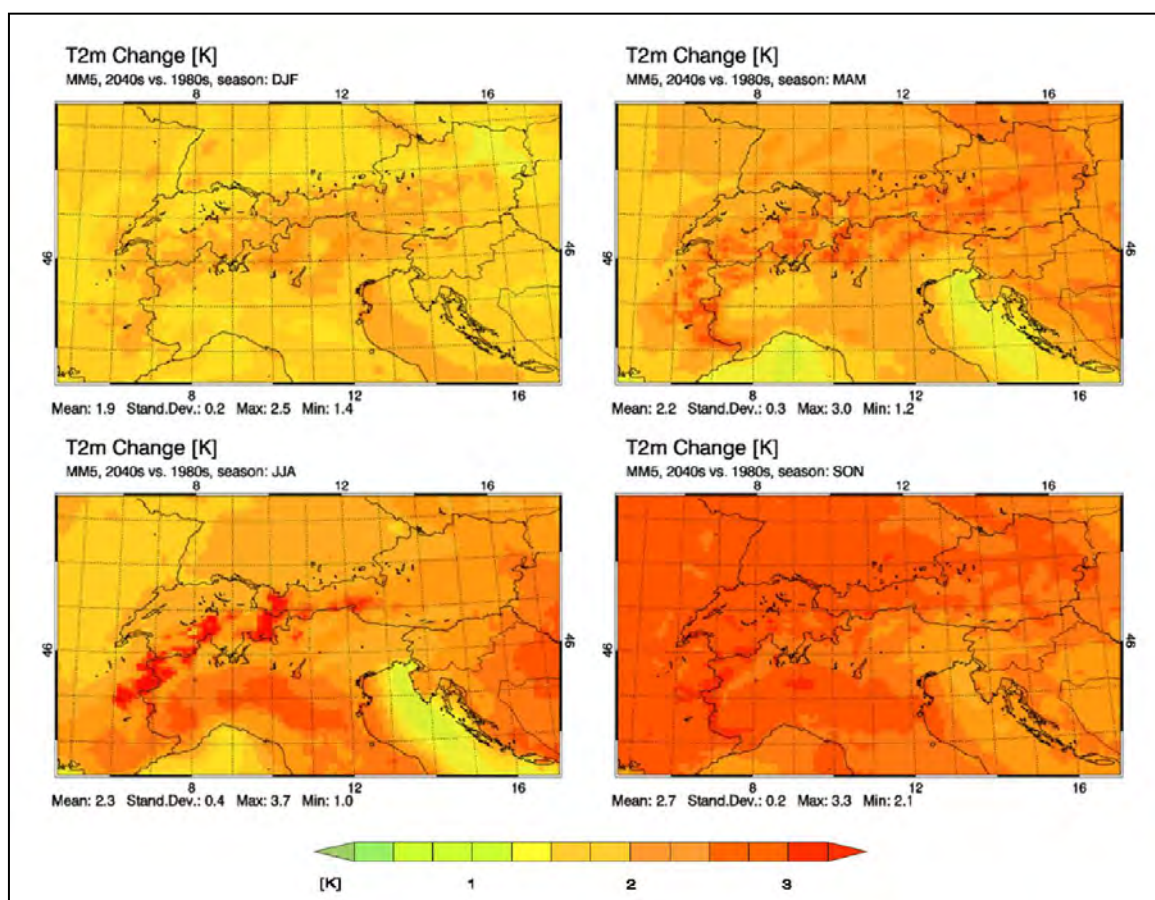 T2m Change [K]
MM5, 2040s vs. 1980s, season: DJF
8 12 16
46
46
12 16
Mean: 1.9 Stand.Dev.: 0.2 Max: 2.5 Min: 1.4
T2m Change [K]
MM5, 2040s vs. 1980s, season: MAM
8 12 16
46
46
8 12 16
Mean: 2.2 Stand.Dev.: 0.3 Max: 3.0 Min: 1.2
T2m Change [K]
MM5, 2040s vs. 1980s, season: JJA
8 12 16
46
46
8 12 16
Mean: 2.3 Stand.Dev.: 0.4 Max: 3.7 Min: 1.0
T2m Change [K]
MM5, 2040s vs. 1980s, season: SON
8 12 16
46
46
8 12 16
Mean: 2.7 Stand.Dev.: 0.2 Max: 3.3 Min: 2.1
[K] 1 2 3